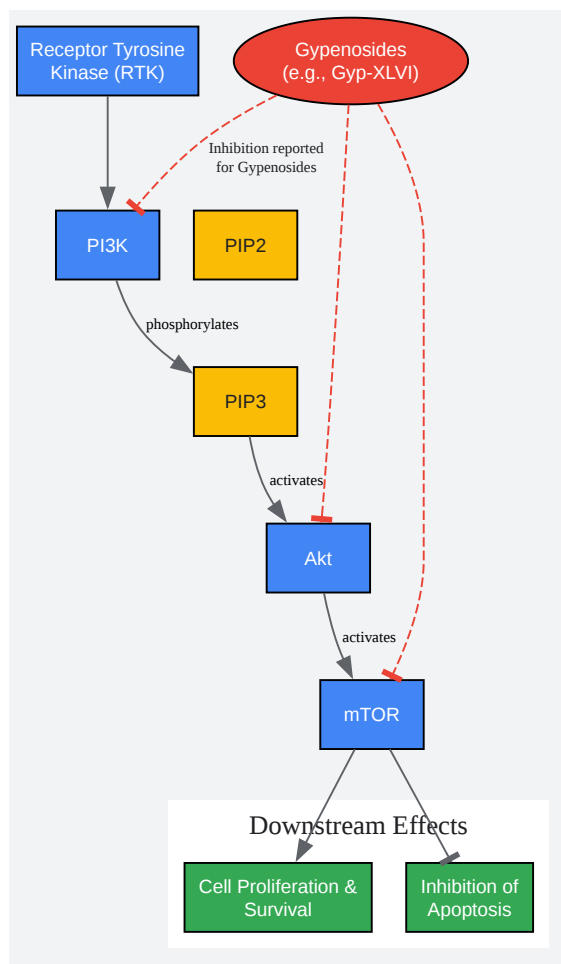 Receptor Tyrosine
Kinase (RTK)
Gypenosides
(e.g., Gyp-XLVI)
Inhibition reported
for Gypenosides
PI3K
PIP2
phosphorylates
PIP3
activates
Akt
activates
mTOR
Downstream Effects
Cell Proliferation &
Survival
Inhibition of
Apoptosis